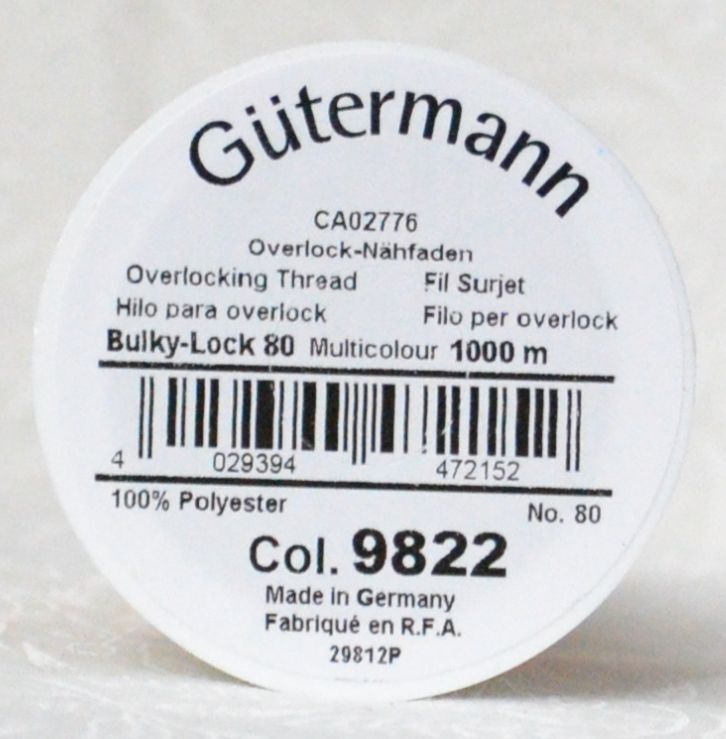 Gütermann
CA02776
Overlock-Nähfaden
Overlocking Thread Fil Surjet
Hilo para overlock Filo per overlock
Bulky-Lock 80 Multicolour 1000 m
4 029394 472152
100% Polyester No. 80
Col. 9822
Made in Germany
Fabriqué en R.F.A.
29812P